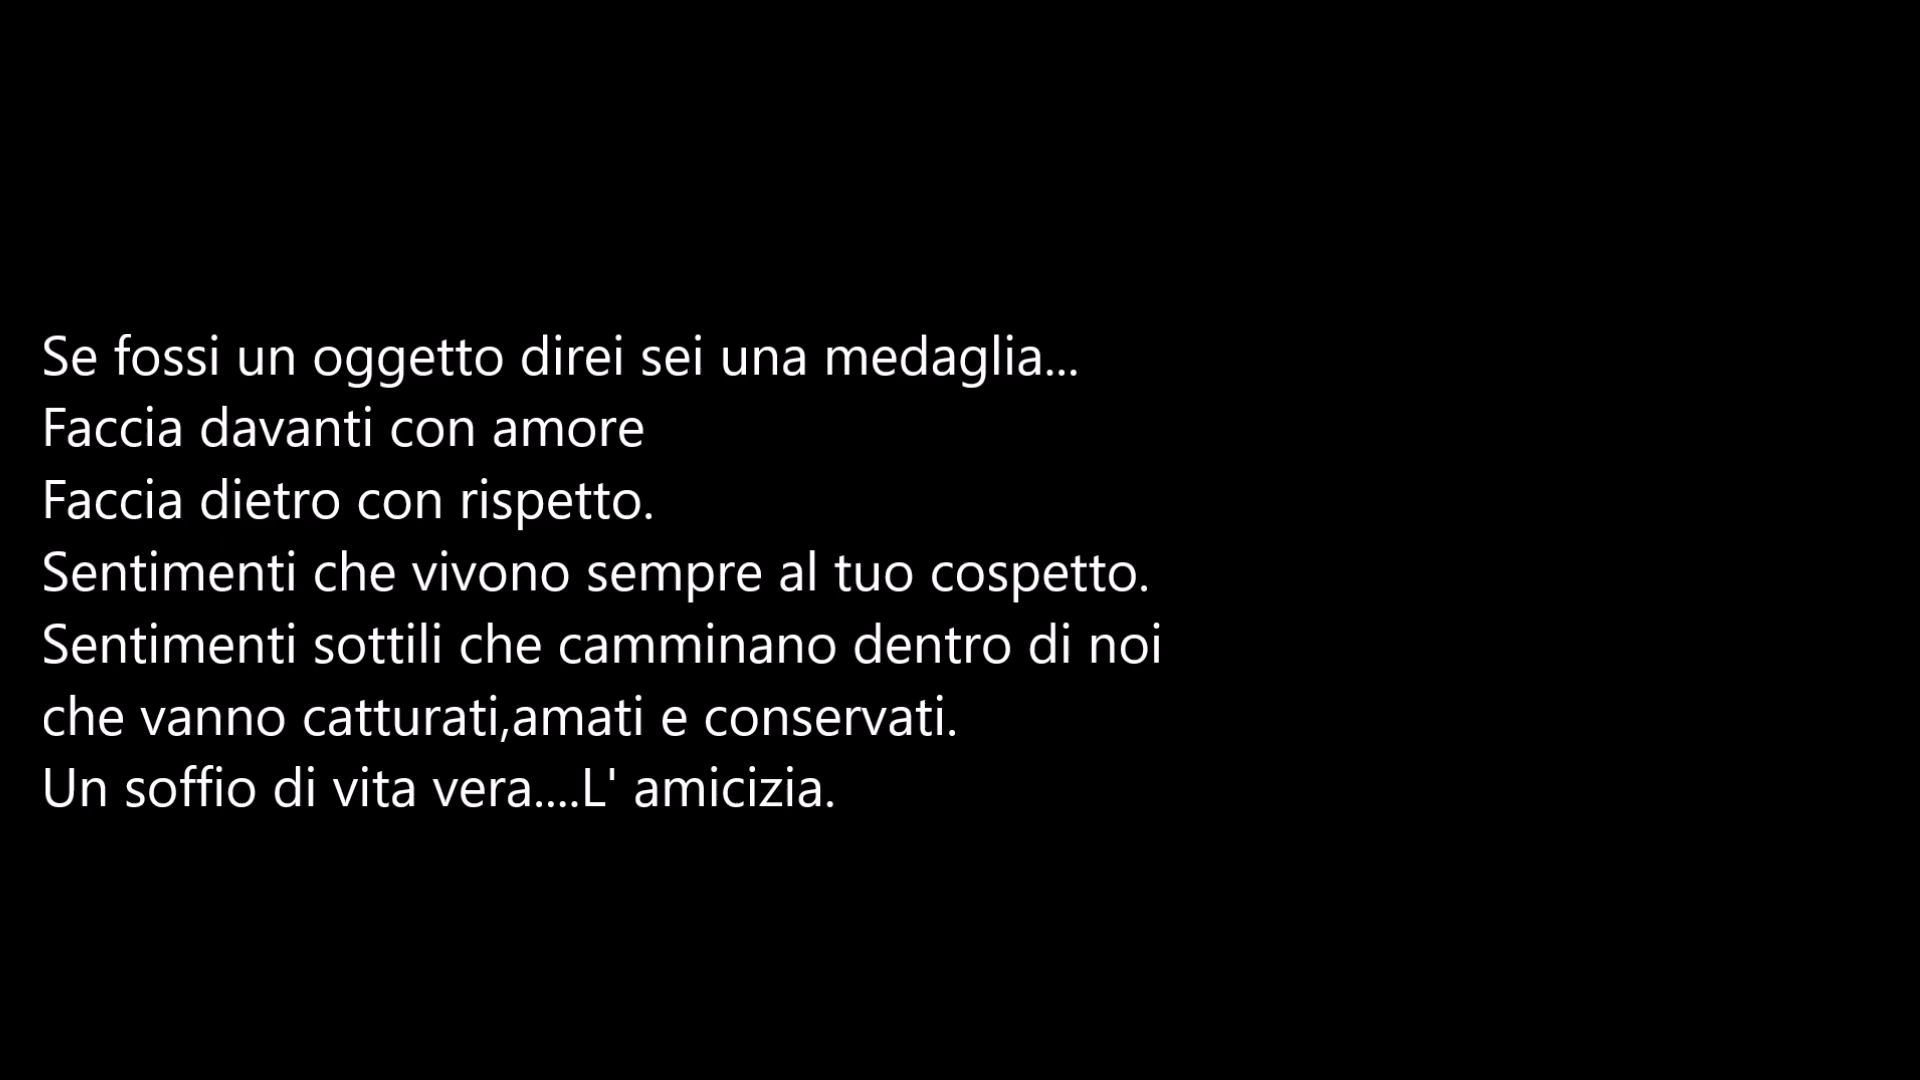 Se fossi un oggetto direi sei una medaglia...
Faccia davanti con amore
Faccia dietro con rispetto.
Sentimenti che vivono sempre al tuo cospetto.
Sentimenti sottili che camminano dentro di noi
che vanno catturati,amati e conservati.
Un soffio di vita vera....L' amicizia.